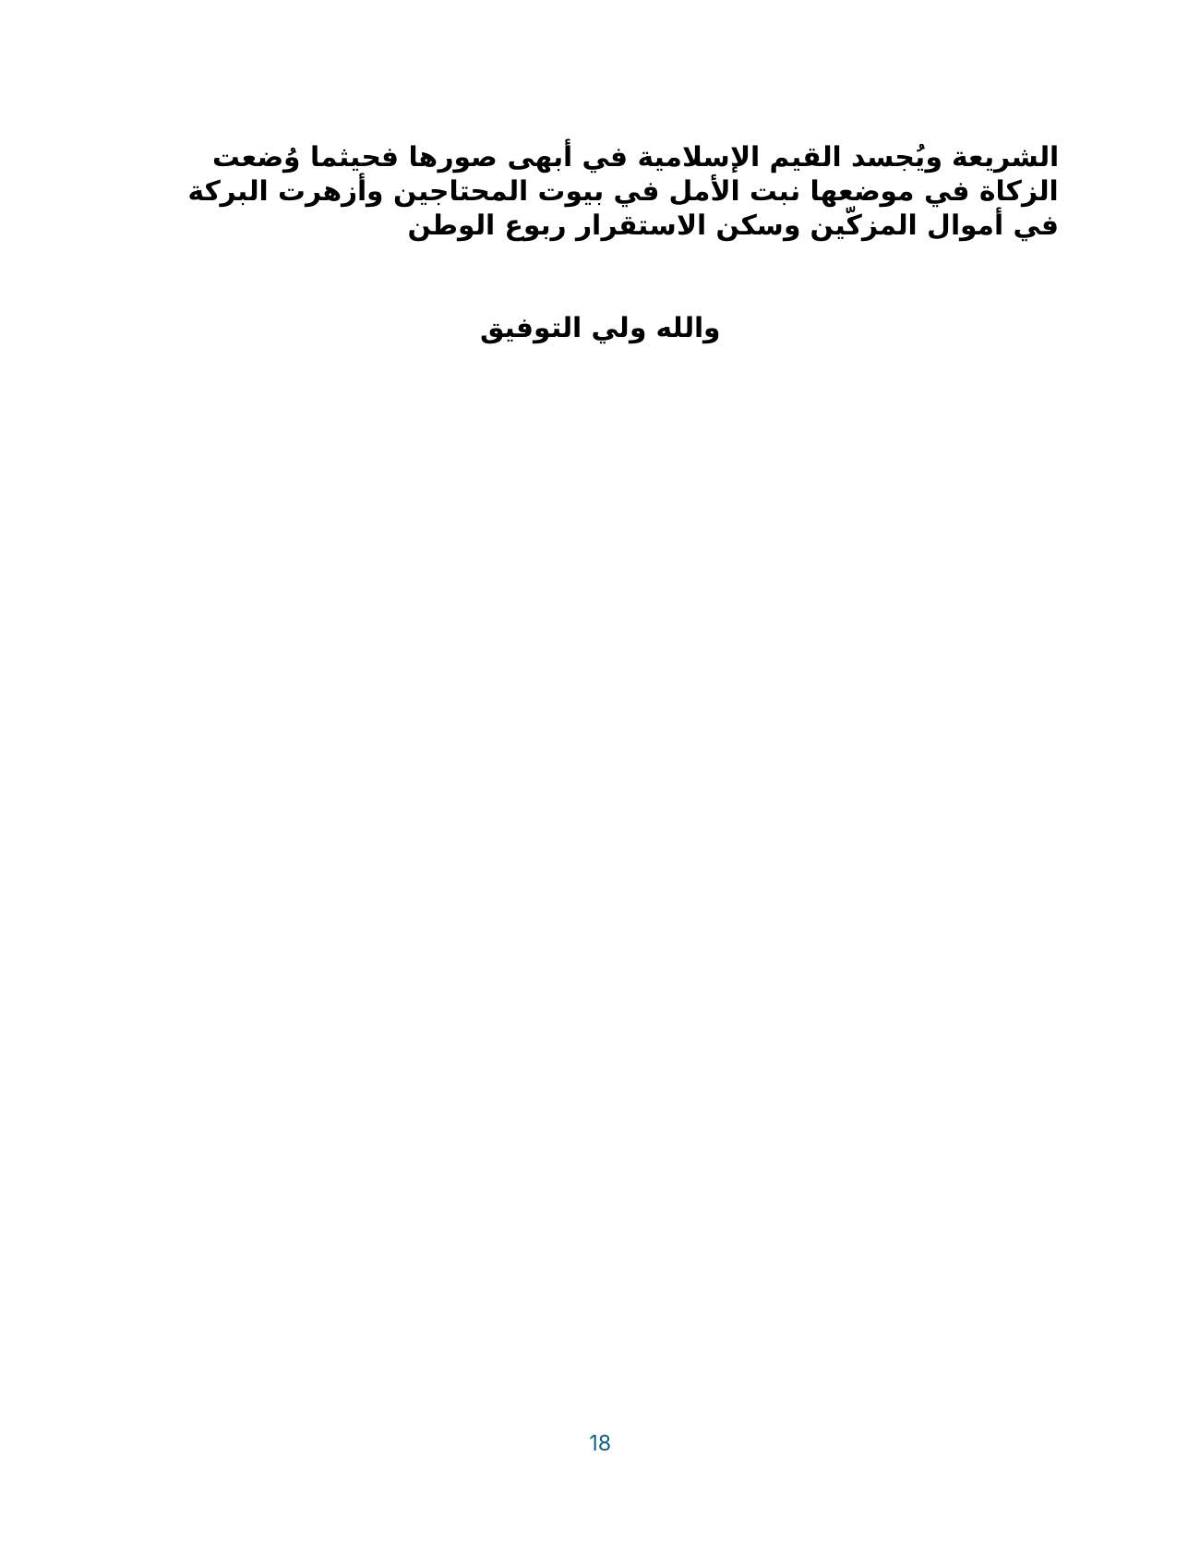 الشريعة ويُجسد القيم الإسلامية في أبهى صورها فحيثما وُضعت
الزكاة في موضعها نبت الأمل في بيوت المحتاجين وأزهرت البركة
في أموال المزكّين وسكن الاستقرار ربوع الوطن
والله ولي التوفيق
18